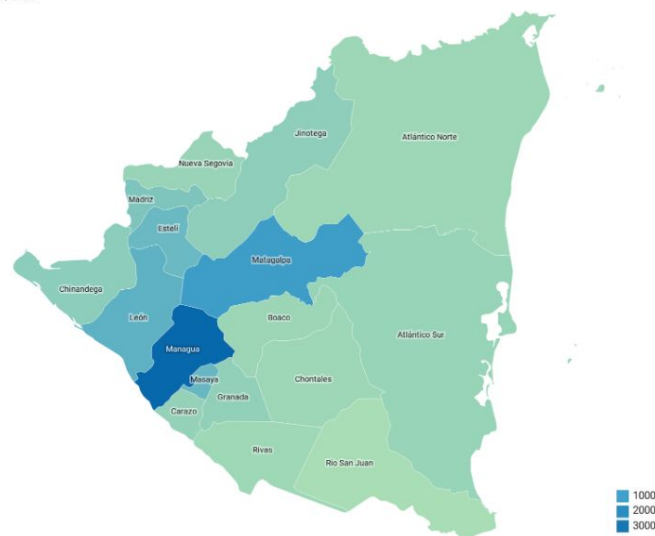 Jinotega
Atlántico Norte
Nueva Segovia
Madriz
Estelí
Matagalpa
Chinandega
León
Boaco
Atlántico Sur
Managua
Masaya
Chontales
Granada
Carazo
Rivas
Rio San Juan
1000
2000
3000